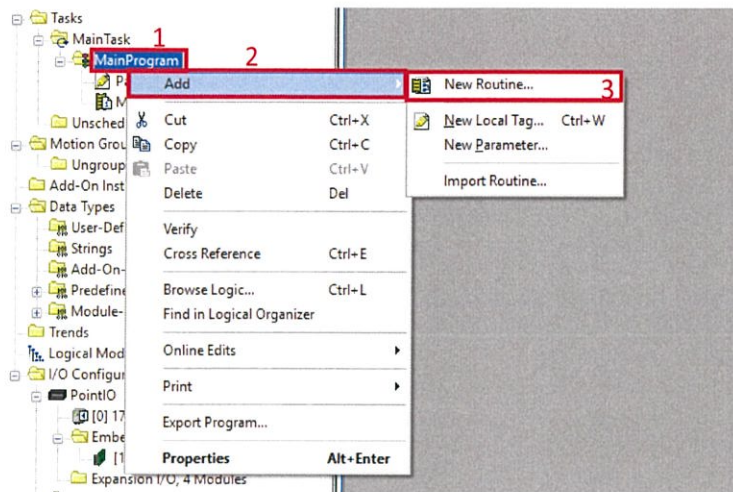 Tasks
MainTask
1
MainProgram
2
Add
New Routine...
3
Cut Ctrl+X
New Local Tag... Ctrl+W
Unsched
Motion Grou
Copy Ctrl+C
New Parameter...
Ungroup
Paste Ctrl+V
Add-On Inst
Delete Del
Import Routine...
Data Types
User-Def
Verify
Strings
Cross Reference Ctrl+E
Add-On-
Predefine
Browse Logic... Ctrl+L
Module-
Find in Logical Organizer
Trends
Logical Mod
Online Edits
I/O Configur
Print
PointIO
[0] 17
Export Program...
Embe
[1
Properties Alt+Enter
Expansion I/O, 4 Modules